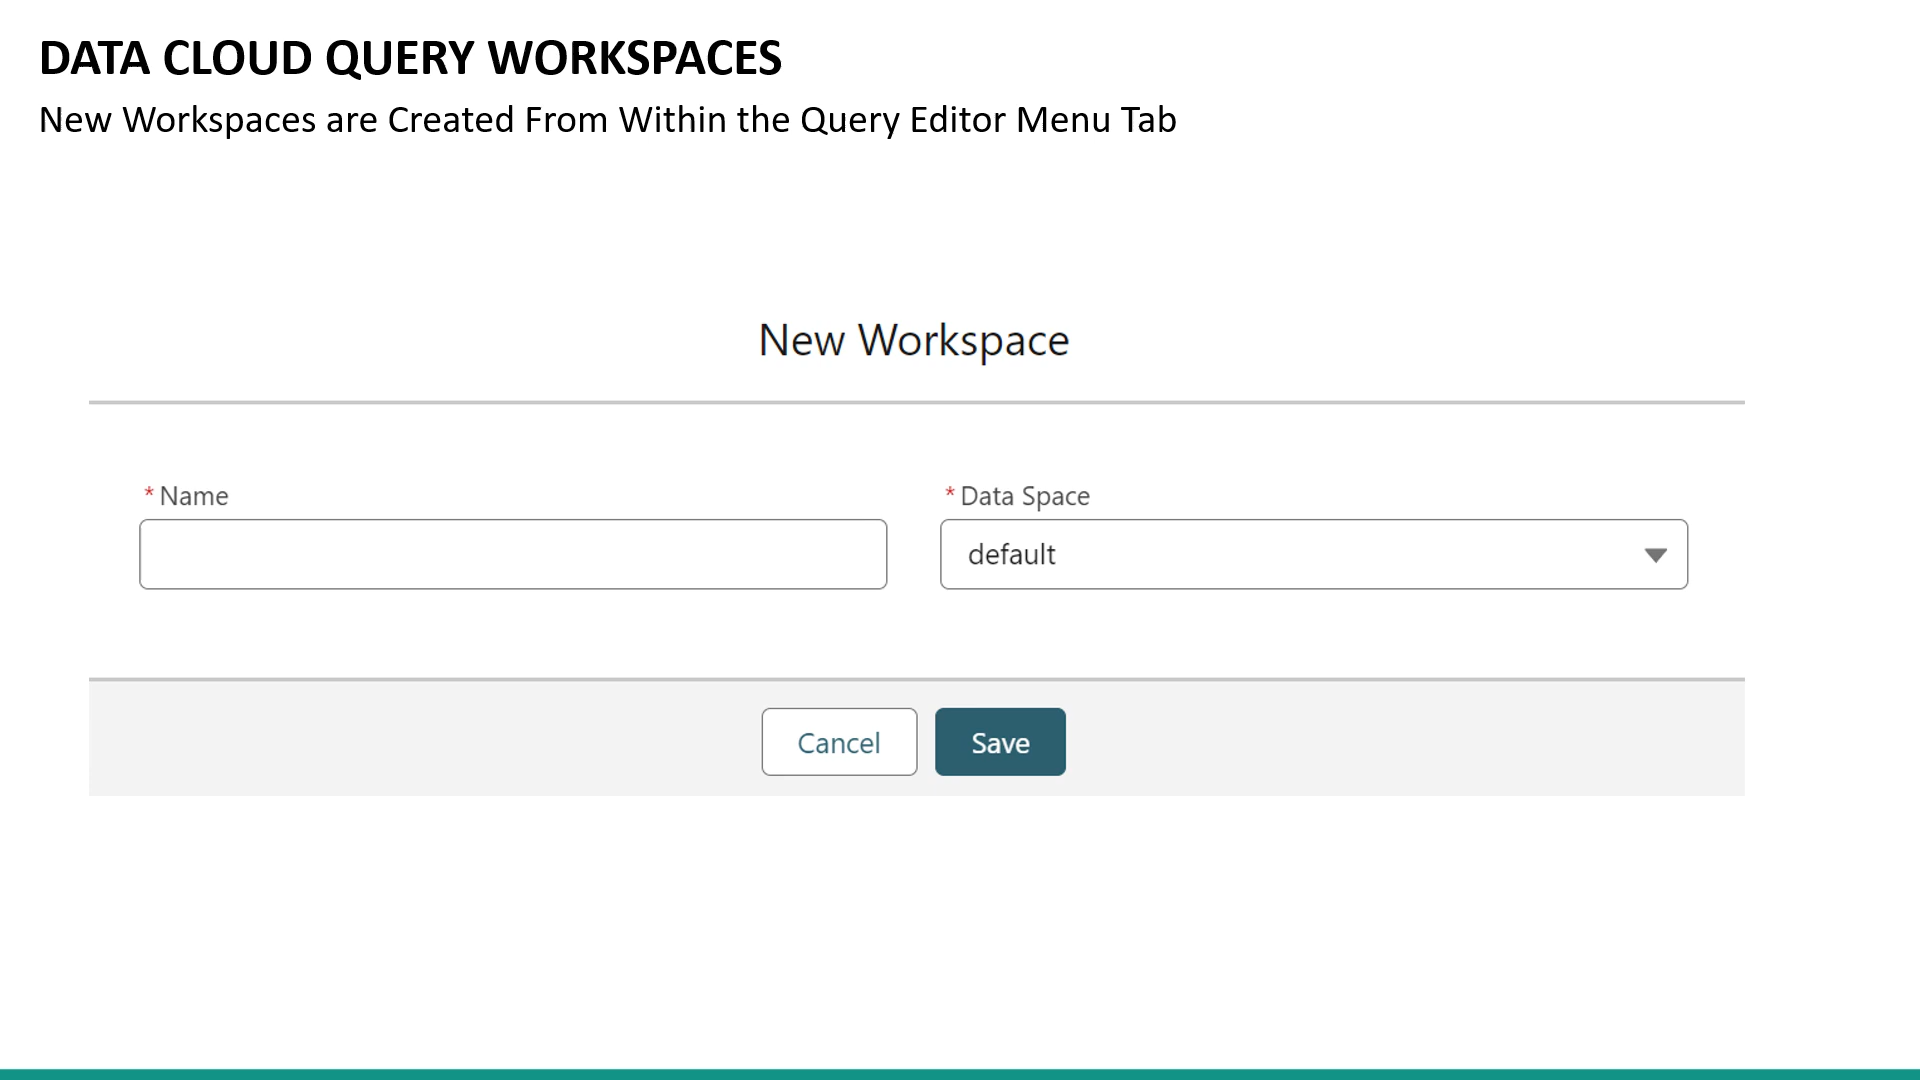 DATA CLOUD QUERY WORKSPACES
New Workspaces are Created From Within the Query Editor Menu Tab
New Workspace
* Name
* Data Space
default
Cancel
Save